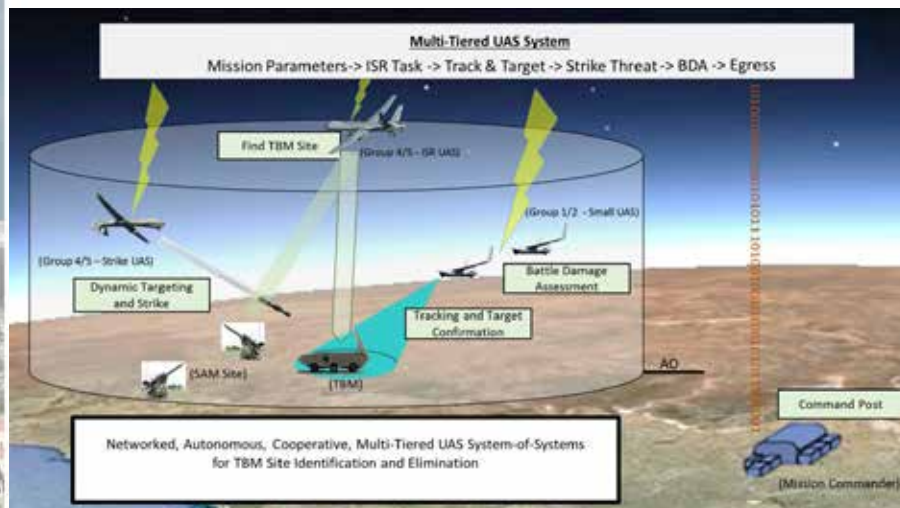 Multi-Tiered UAS System
Mission Parameters-> ISR Task -> Track & Target -> Strike Threat -> BDA -> Egress
Find TBM Site
(Group 4/5 - ISR UAS)
(Group 1/2 - Small UAS)
(Group 4/5 – Strike UAS)
Dynamic Targeting
and Strike
Battle Damage
Assessment
Tracking and Target
Confirmation
(SAM Site)
(TBM)
AO
Command Post
(Mission Commander)
Networked, Autonomous, Cooperative, Multi-Tiered UAS System-of-Systems
for TBM Site Identification and Elimination